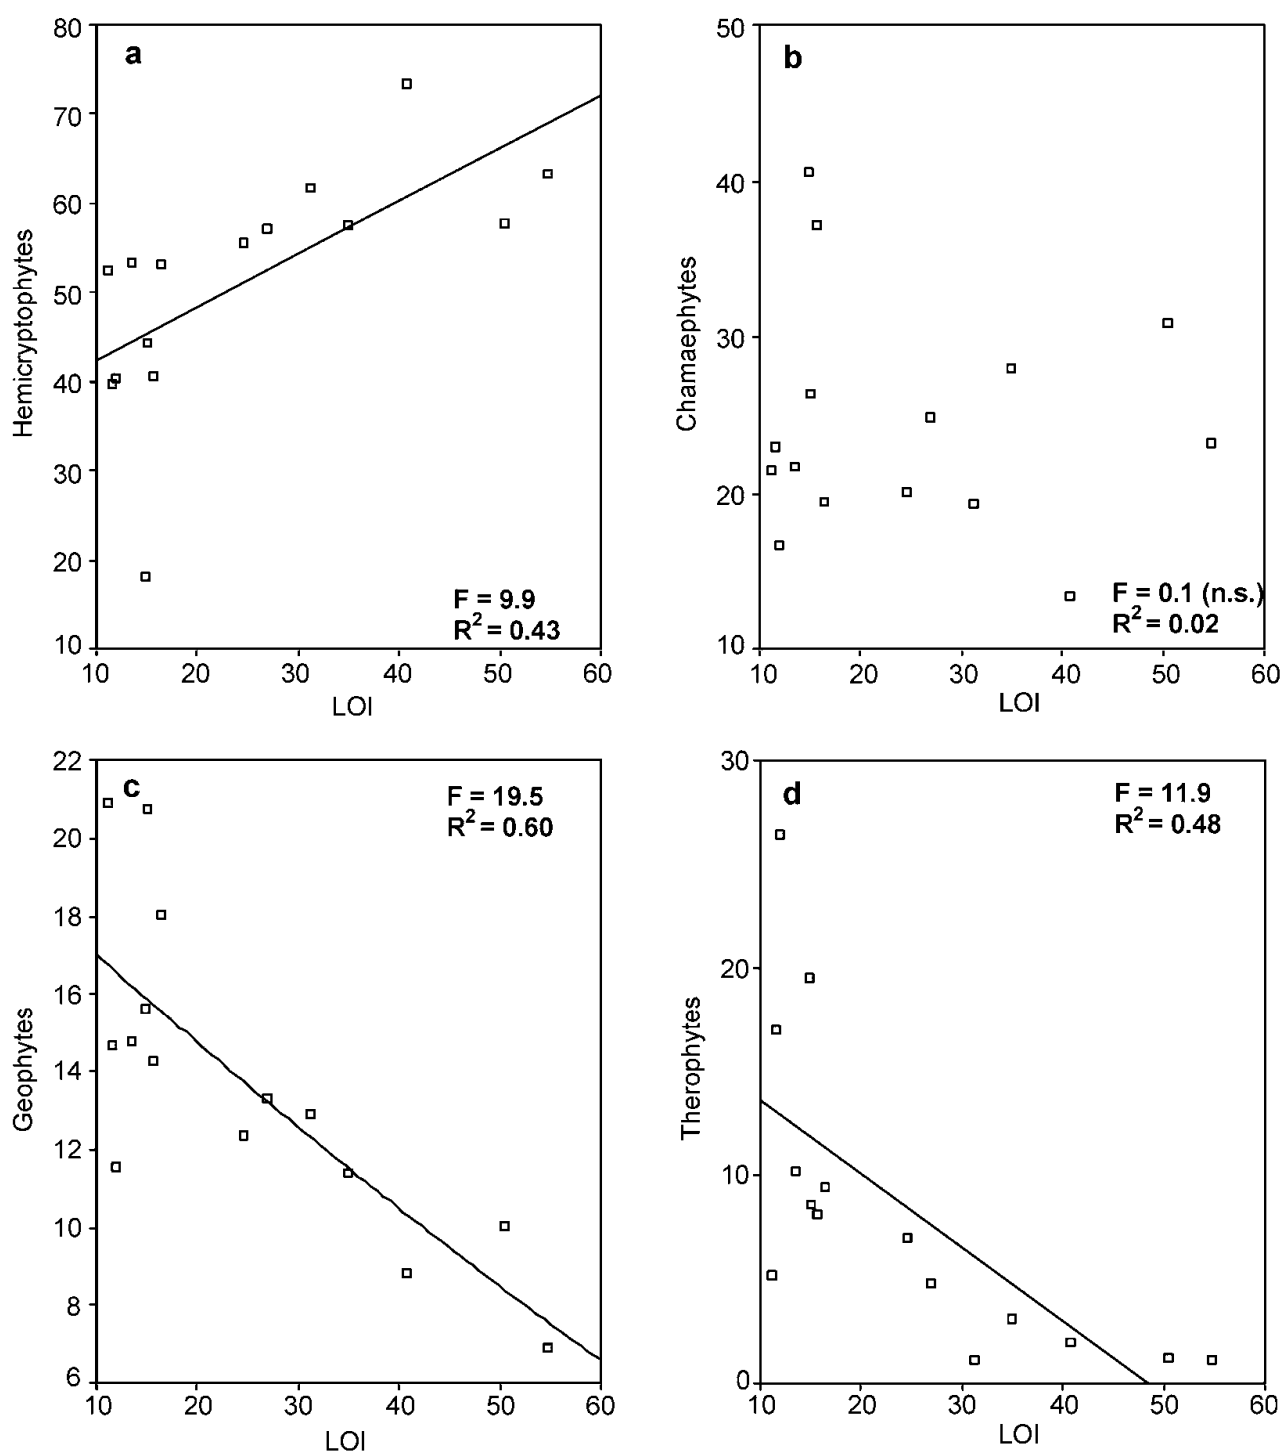 a
80
70
60
50
40
30
20
10
Hemicryptophytes
F = 9.9
R² = 0.43
10 20 30 40 50 60
LOI
b
50
40
30
20
10
Chamaephytes
F = 0.1 (n.s.)
R² = 0.02
10 20 30 40 50 60
LOI
c
22
20
18
16
14
12
10
8
6
Geophytes
F = 19.5
R² = 0.60
10 20 30 40 50 60
LOI
d
30
20
10
0
Therophytes
F = 11.9
R² = 0.48
10 20 30 40 50 60
LOI